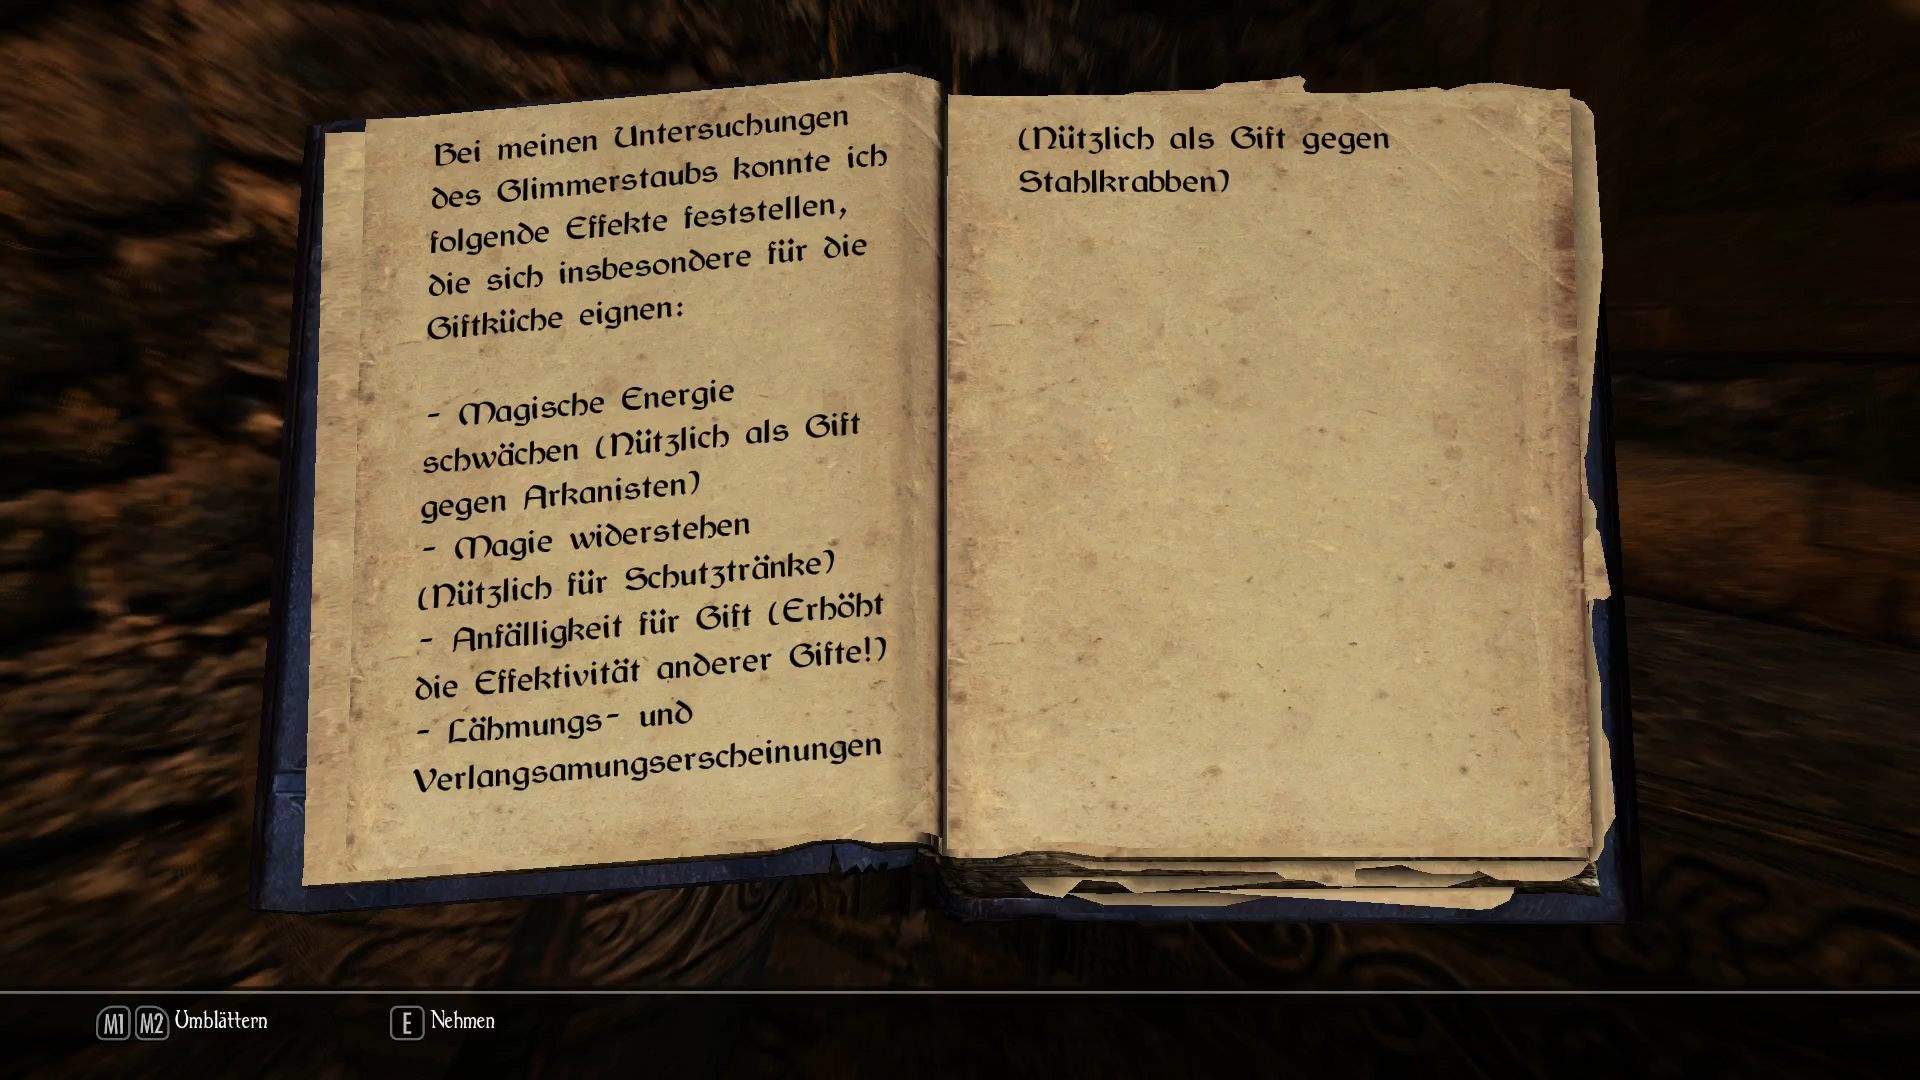 Bei meinen Untersuchungen
des Glimmerstaubs konnte ich
folgende Effekte feststellen,
die sich insbesondere für die
Giftküche eignen:
- Magische Energie
schwächen (Nützlich als Gift
gegen Arkanisten)
- Magie widerstehen
(Nützlich für Schutztränke)
- Anfälligkeit für Gift (Erhöht
die Effektivität anderer Gifte!)
- Lähmungs- und
Verlangsamungserscheinungen
(Nützlich als Gift gegen
Stahlkrabben)
M1 M2 Umblättern
E Nehmen